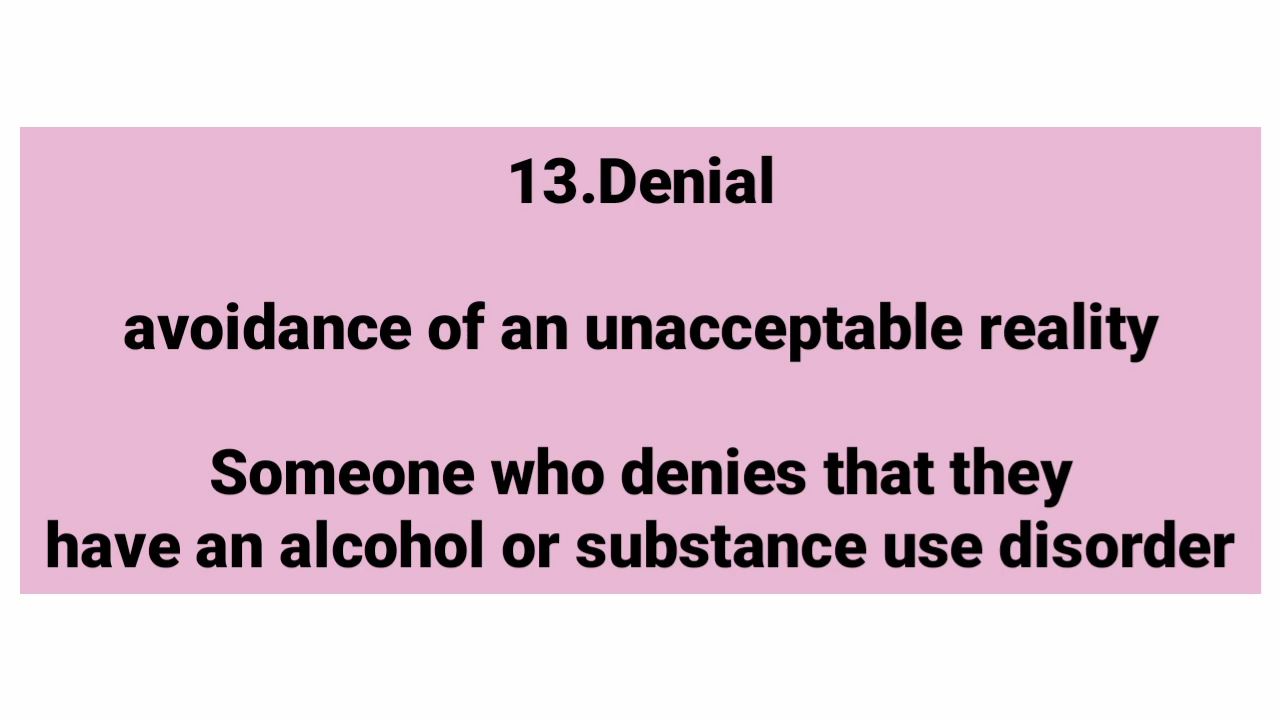 13.Denial
avoidance of an unacceptable reality
Someone who denies that they
have an alcohol or substance use disorder